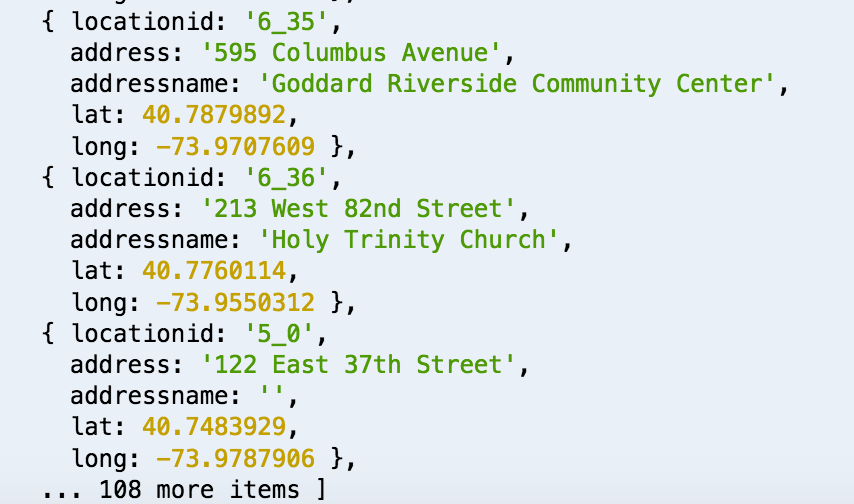 { locationid: '6_35',
address: '595 Columbus Avenue',
addressname: 'Goddard Riverside Community Center',
lat: 40.7879892,
long: -73.9707609 },
{ locationid: '6_36',
address: '213 West 82nd Street',
addressname: 'Holy Trinity Church',
lat: 40.7760114,
long: -73.9550312 },
{ locationid: '5_0',
address: '122 East 37th Street',
addressname: '',
lat: 40.7483929,
long: -73.9787906 },
... 108 more items ]